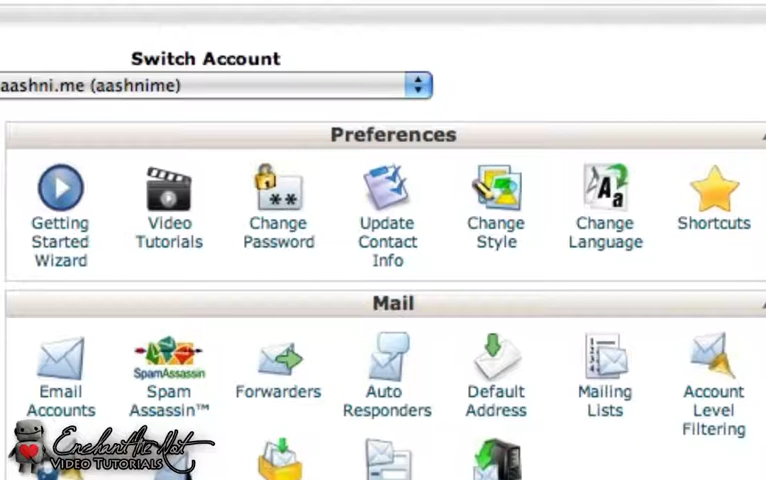 Switch Account
aashni.me (aashnime)
Preferences
Getting Started Wizard
Video Tutorials
Change Password
Update Contact Info
Change Style
Change Language
Shortcuts
Mail
Email Accounts
SpamAssassin
Spam Assassin™
Forwarders
Auto Responders
Default Address
Mailing Lists
Account Level Filtering
VIDEO TUTORIALS